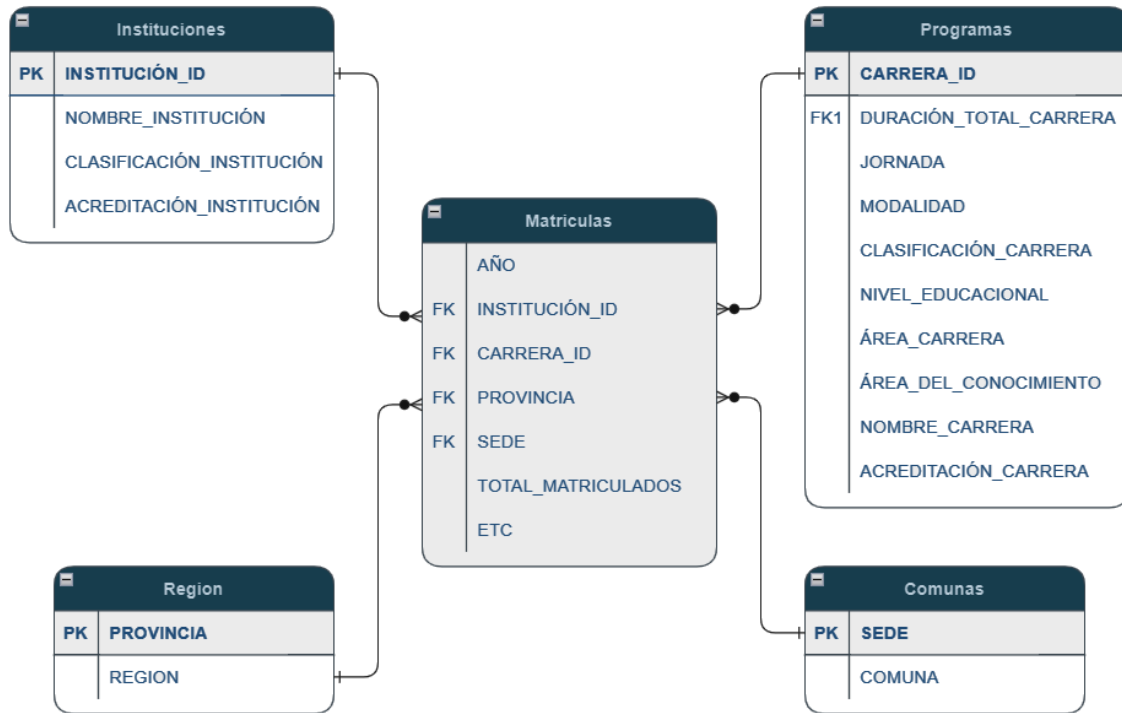 Instituciones
PK INSTITUCIÓN_ID
NOMBRE_INSTITUCIÓN
CLASIFICACIÓN_INSTITUCIÓN
ACREDITACIÓN_INSTITUCIÓN
Programas
PK CARRERA_ID
FK1 DURACIÓN_TOTAL_CARRERA
JORNADA
MODALIDAD
CLASIFICACIÓN_CARRERA
NIVEL_EDUCACIONAL
ÁREA_CARRERA
ÁREA_DEL_CONOCIMIENTO
NOMBRE_CARRERA
ACREDITACIÓN_CARRERA
Matriculas
AÑO
FK INSTITUCIÓN_ID
FK CARRERA_ID
FK PROVINCIA
FK SEDE
TOTAL_MATRICULADOS
ETC
Region
PK PROVINCIA
REGION
Comunas
PK SEDE
COMUNA